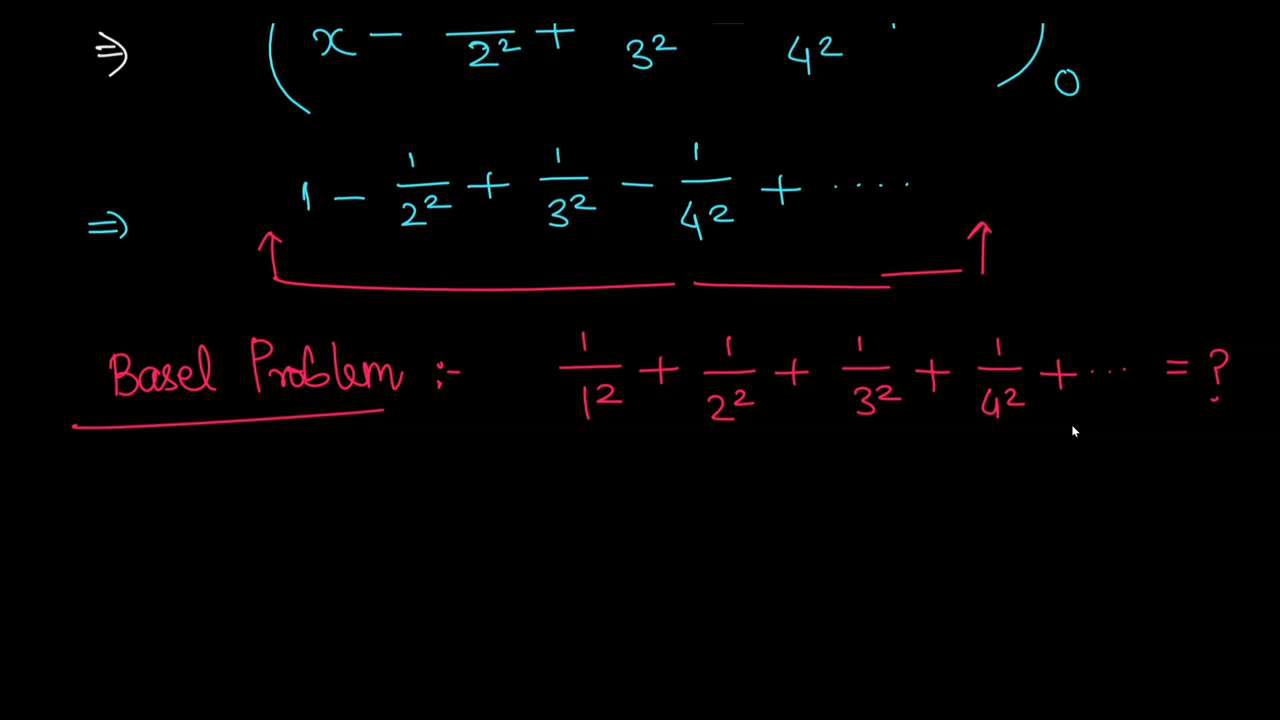 ⇒ ( x − ―/2² + 3² 4² )₀
⇒ 1 − 1/2² + 1/3² − 1/4² + ····
Basel Problem :- 1/1² + 1/2² + 1/3² + 1/4² + ··· = ?